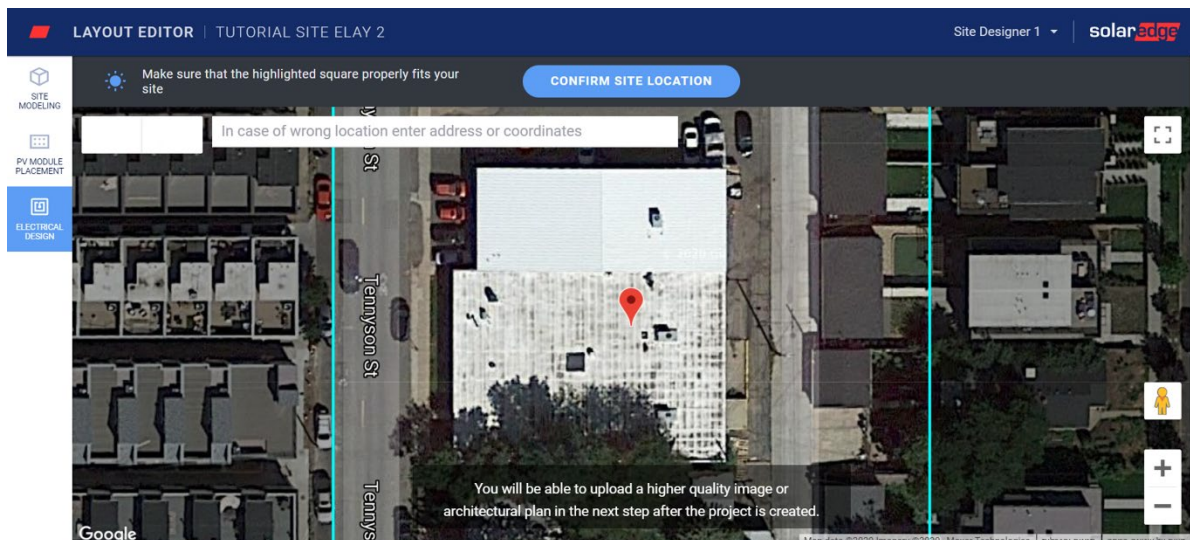 LAYOUT EDITOR | TUTORIAL SITE ELAY 2
Site Designer 1
solaredge
SITE
MODELING
PV MODULE
PLACEMENT
ELECTRICAL
DESIGN
Make sure that the highlighted square properly fits your
site
CONFIRM SITE LOCATION
In case of wrong location enter address or coordinates
Tennyson St
Tennys
You will be able to upload a higher quality image or
architectural plan in the next step after the project is created.
Google